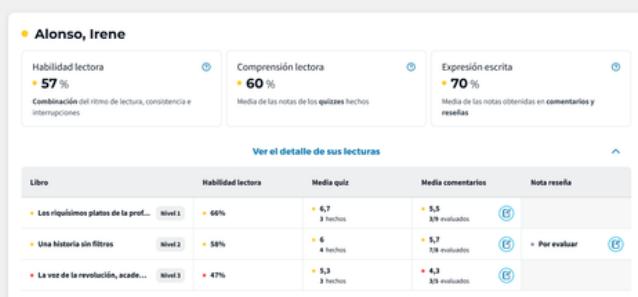 Alonso, Irene
Habilidad lectora
57 %
Combinación del ritmo de lectura, consistencia e
interrupciones
Comprensión lectora
60 %
Media de las notas de los quizzes hechos
Expresión escrita
70 %
Media de las notas obtenidas en comentarios y
reseñas
Ver el detalle de sus lecturas
Libro Habilidad lectora Media quiz Media comentarios Nota reseña
Los riquísimos platos de la prof... Nivel 1 66% 6,7 5,5
3 hechos 3/9 evaluados
Una historia sin filtros Nivel 2 58% 6 5,7 Por evaluar
4 hechos 7/8 evaluados
La voz de la revolución, acade... Nivel 3 47% 5,3 4,3
3 hechos 3/5 evaluados